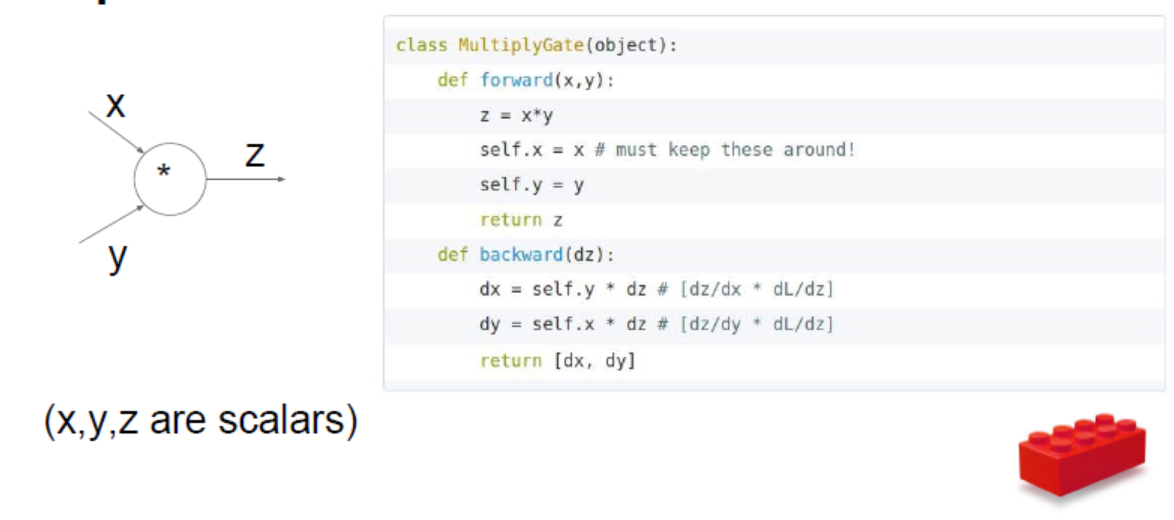 x
*
z
y
(x,y,z are scalars)
class MultiplyGate(object):
    def forward(x,y):
        z = x*y
        self.x = x # must keep these around!
        self.y = y
        return z
    def backward(dz):
        dx = self.y * dz # [dz/dx * dL/dz]
        dy = self.x * dz # [dz/dy * dL/dz]
        return [dx, dy]